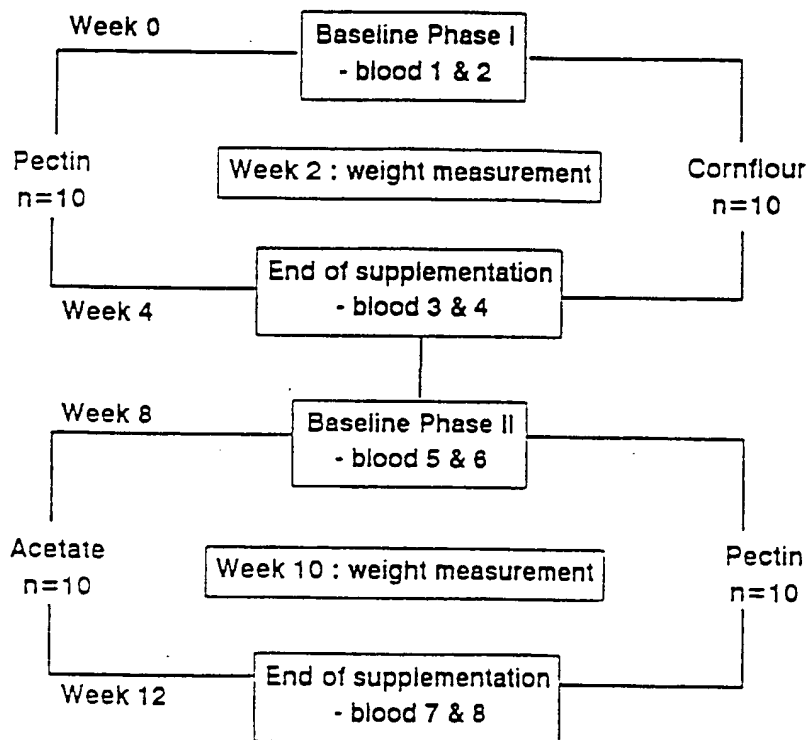 Week 0
Baseline Phase I
- blood 1 & 2
Pectin
n=10
Week 2 : weight measurement
Cornflour
n=10
End of supplementation
- blood 3 & 4
Week 4
Week 8
Baseline Phase II
- blood 5 & 6
Acetate
n=10
Week 10 : weight measurement
Pectin
n=10
End of supplementation
- blood 7 & 8
Week 12